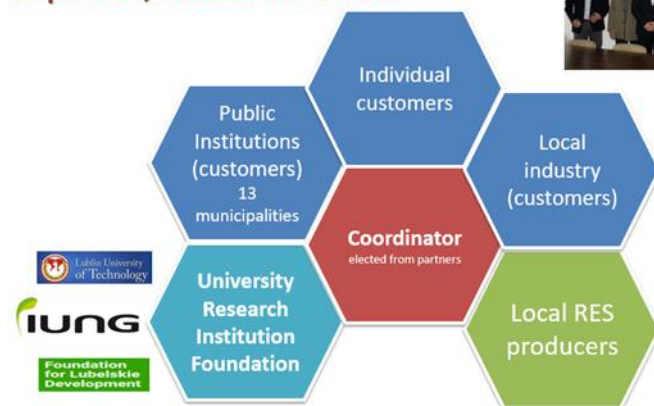 Individual
customers
Public
Institutions
(customers)
13
municipalities
Local
industry
(customers)
Coordinator
elected from partners
Lublin University
of Technology
IUNG
Foundation
for Lubelskie
Development
University
Research
Institution
Foundation
Local RES
producers